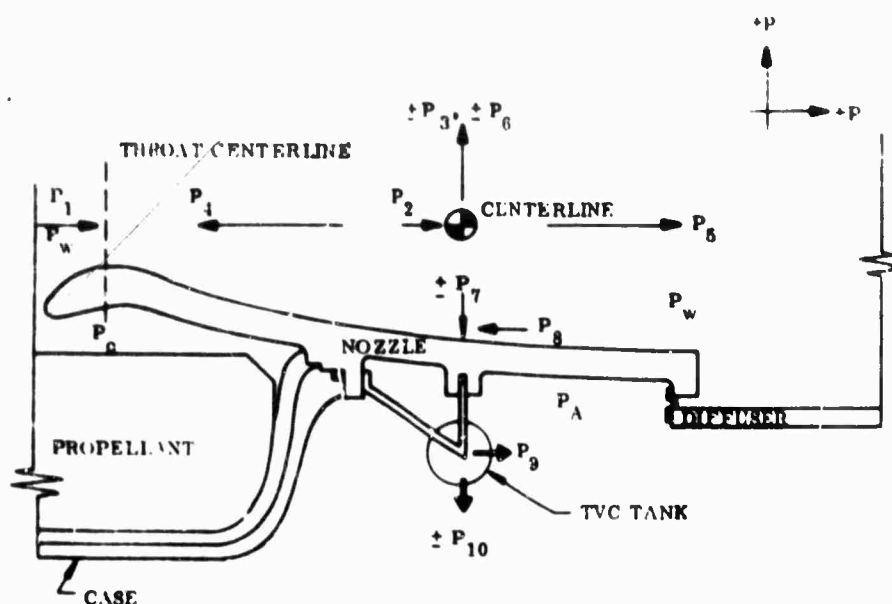 +P
± P3, ± P6
+P
THROAT CENTERLINE
P1
P4
P2
CENTERLINE
P5
Pw
± P7
Pw
P8
Pc
NOZZLE
PA
DIFFUSER
PROPELLANT
P9
TVC TANK
± P10
CASE